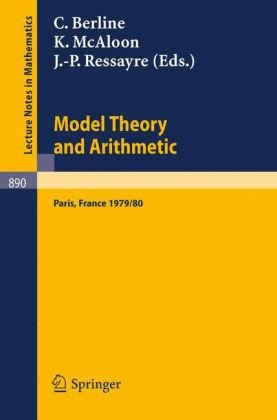 C. Berline
K. McAloon
J.-P. Ressayre (Eds.)
Lecture Notes in Mathematics
890
Model Theory
and Arithmetic
Paris, France 1979/80
Springer